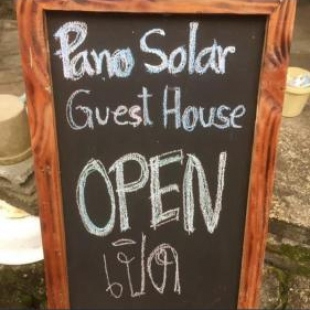 Pano Solar
Guest House
OPEN
เปิด